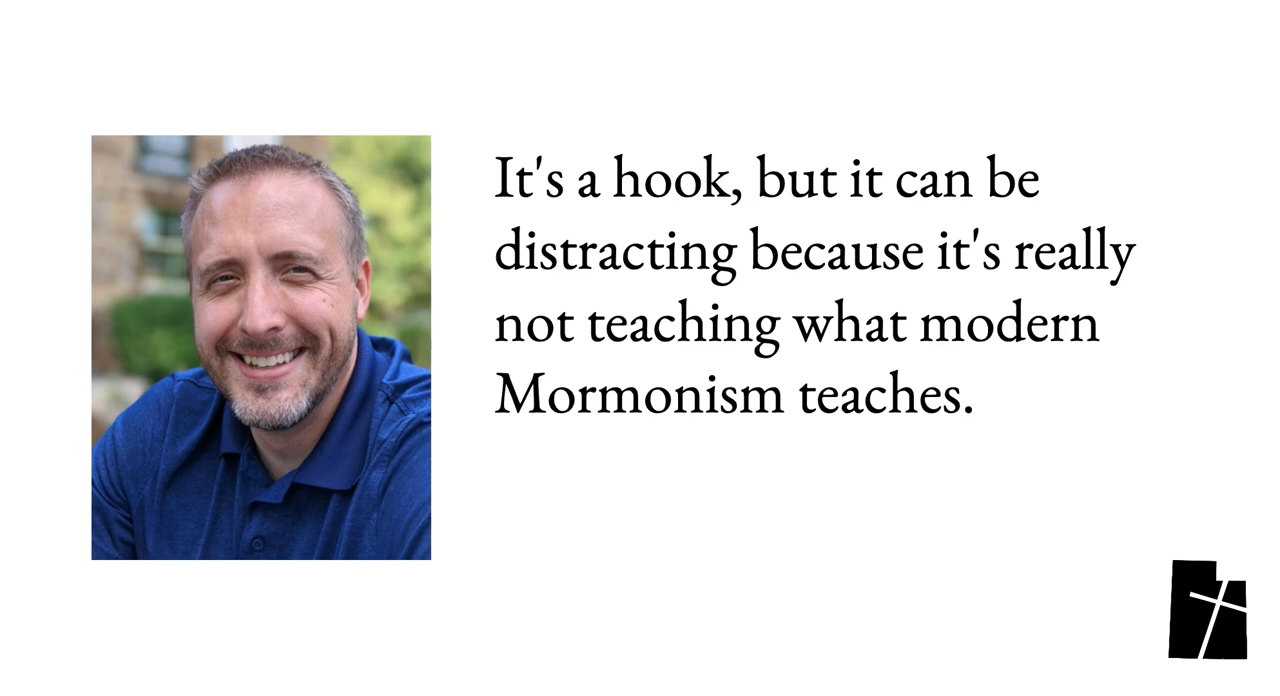 It's a hook, but it can be
distracting because it's really
not teaching what modern
Mormonism teaches.